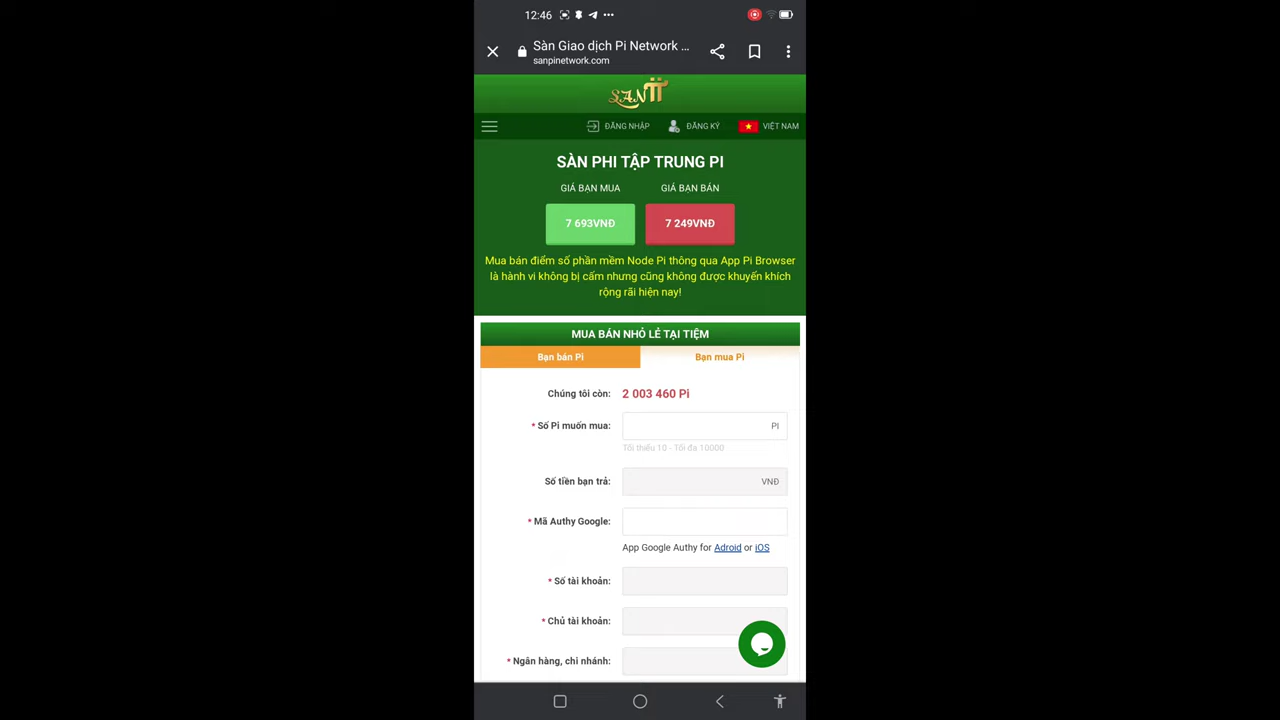 12:46
Sàn Giao dịch Pi Network ...
sanpinetwork.com
SAN
ĐĂNG NHẬP ĐĂNG KÝ VIỆT NAM
SÀN PHI TẬP TRUNG PI
GIÁ BẠN MUA GIÁ BẠN BÁN
7 693VNĐ 7 249VNĐ
Mua bán điểm số phần mềm Node Pi thông qua App Pi Browser
là hành vi không bị cấm nhưng cũng không được khuyến khích
rộng rãi hiện nay!
MUA BÁN NHỎ LẺ TẠI TIỆM
Bạn bán Pi Bạn mua Pi
Chúng tôi còn: 2 003 460 Pi
* Số Pi muốn mua: PI
Tối thiểu 10 - Tối đa 10000
Số tiền bạn trả: VNĐ
* Mã Authy Google:
App Google Authy for Adroid or iOS
* Số tài khoản:
* Chủ tài khoản:
* Ngân hàng, chi nhánh: